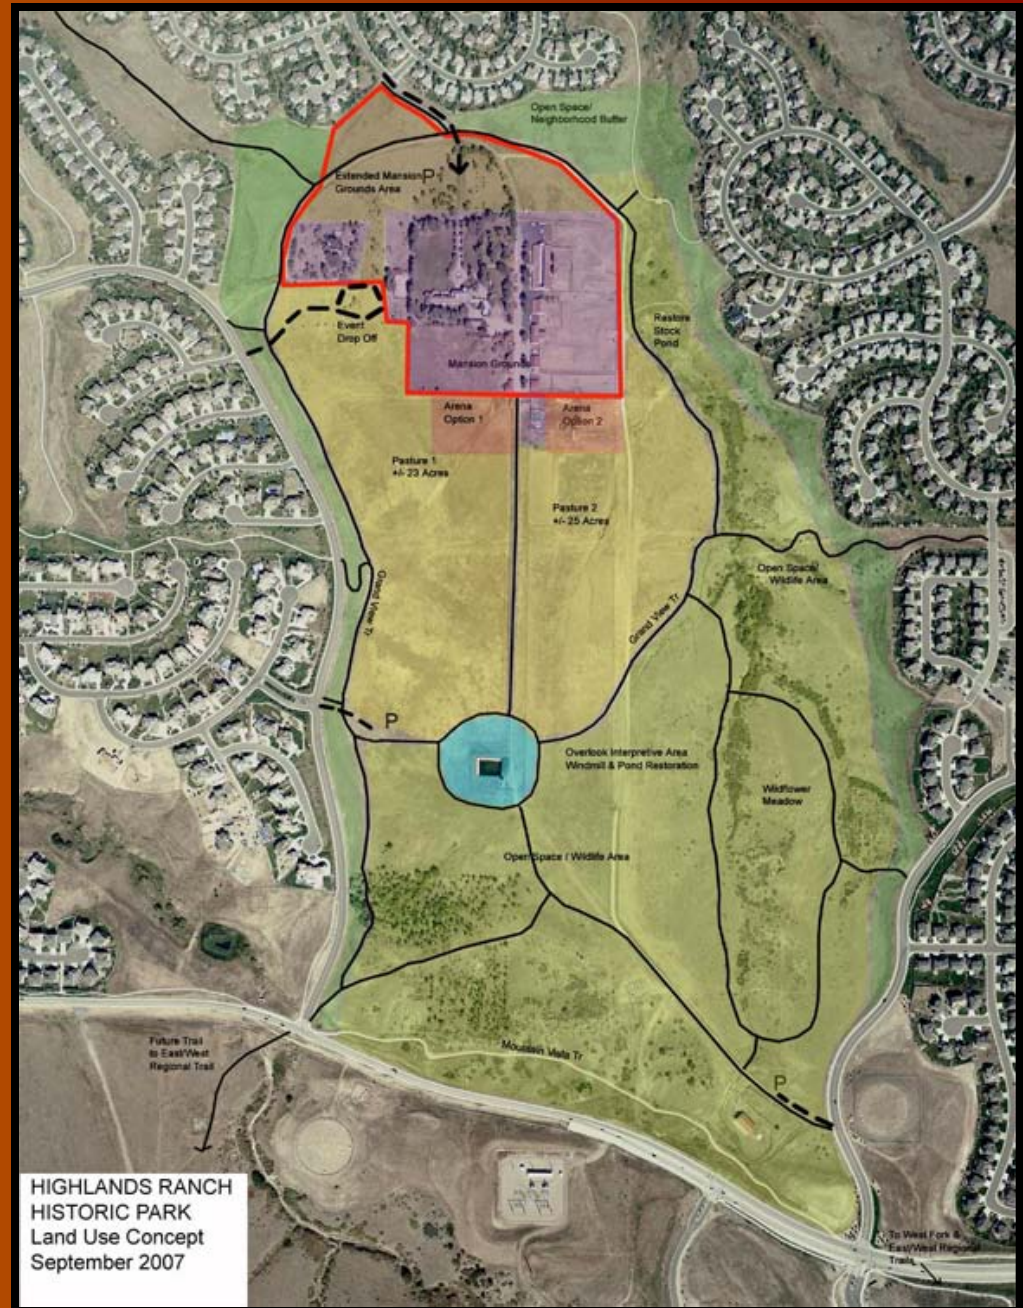 Open Space/
Neighborhood Buffer
Extended Mansion
Grounds Area
P
Restore
Stock
Pond
Event
Drop Off
Mansion Grounds
Arena
Option 1
Arena
Option 2
Pasture 1
+/- 23 Acres
Pasture 2
+/- 25 Acres
Open Space/
Wildlife Area
Grand View Tr
Grand View Tr
P
Overlook Interpretive Area
Windmill & Pond Restoration
Wildflower
Meadow
Open Space / Wildlife Area
Future Trail
to East/West
Regional Trail
Mountain Vista Tr
P
HIGHLANDS RANCH
HISTORIC PARK
Land Use Concept
September 2007
To West Fork &
East/West Regional
Trails